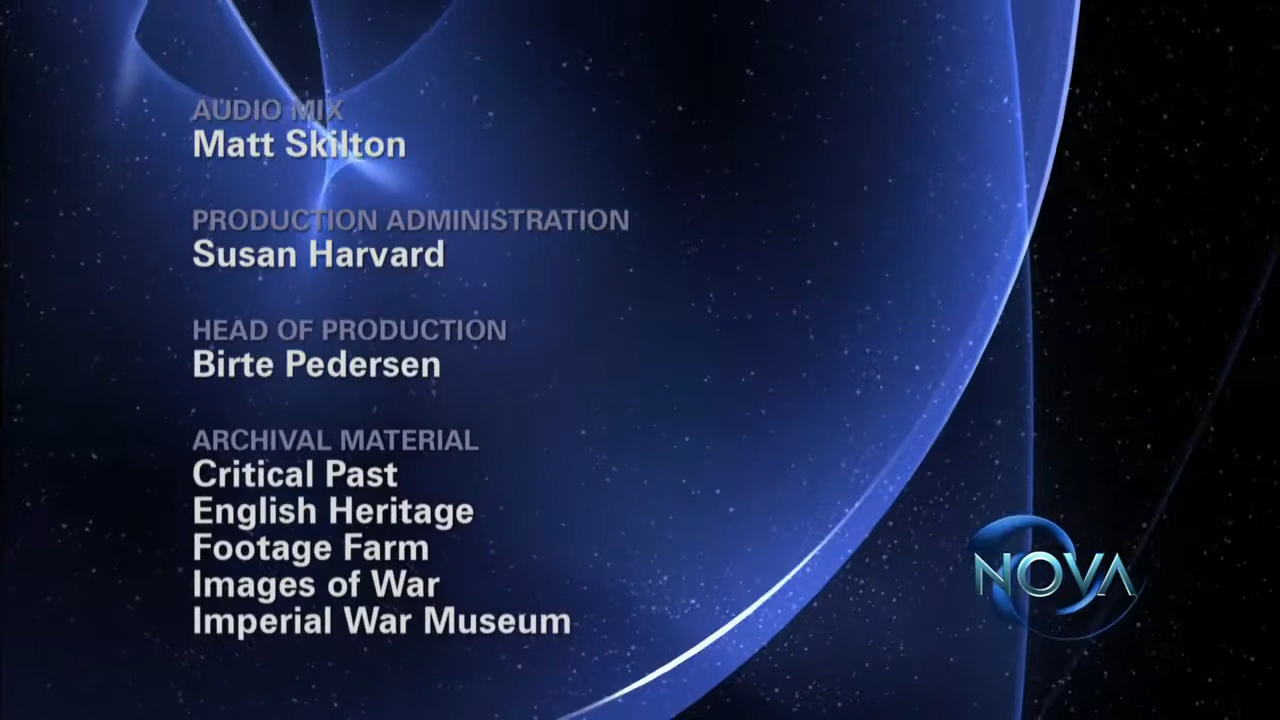 AUDIO MIX
Matt Skilton
PRODUCTION ADMINISTRATION
Susan Harvard
HEAD OF PRODUCTION
Birte Pedersen
ARCHIVAL MATERIAL
Critical Past
English Heritage
Footage Farm
Images of War
Imperial War Museum
NOVA